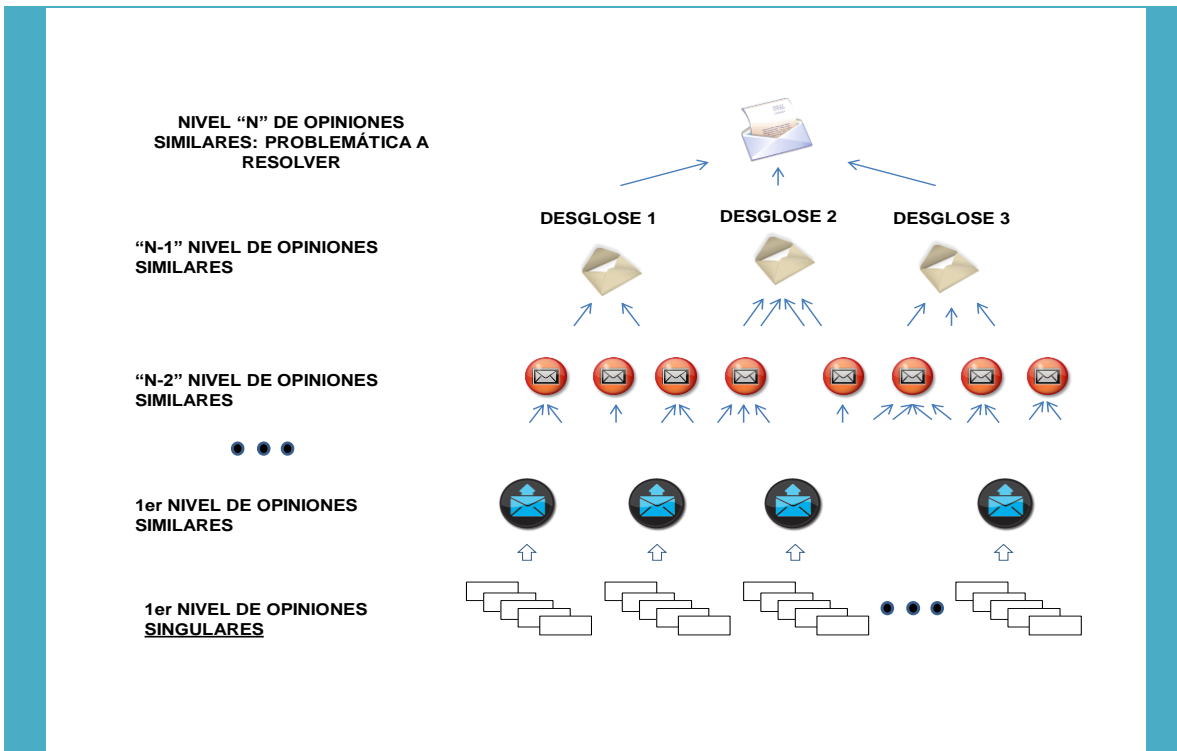 NIVEL “N” DE OPINIONES
SIMILARES: PROBLEMÁTICA A
RESOLVER
DESGLOSE 1
DESGLOSE 2
DESGLOSE 3
“N-1” NIVEL DE OPINIONES
SIMILARES
“N-2” NIVEL DE OPINIONES
SIMILARES
1er NIVEL DE OPINIONES
SIMILARES
1er NIVEL DE OPINIONES
SINGULARES